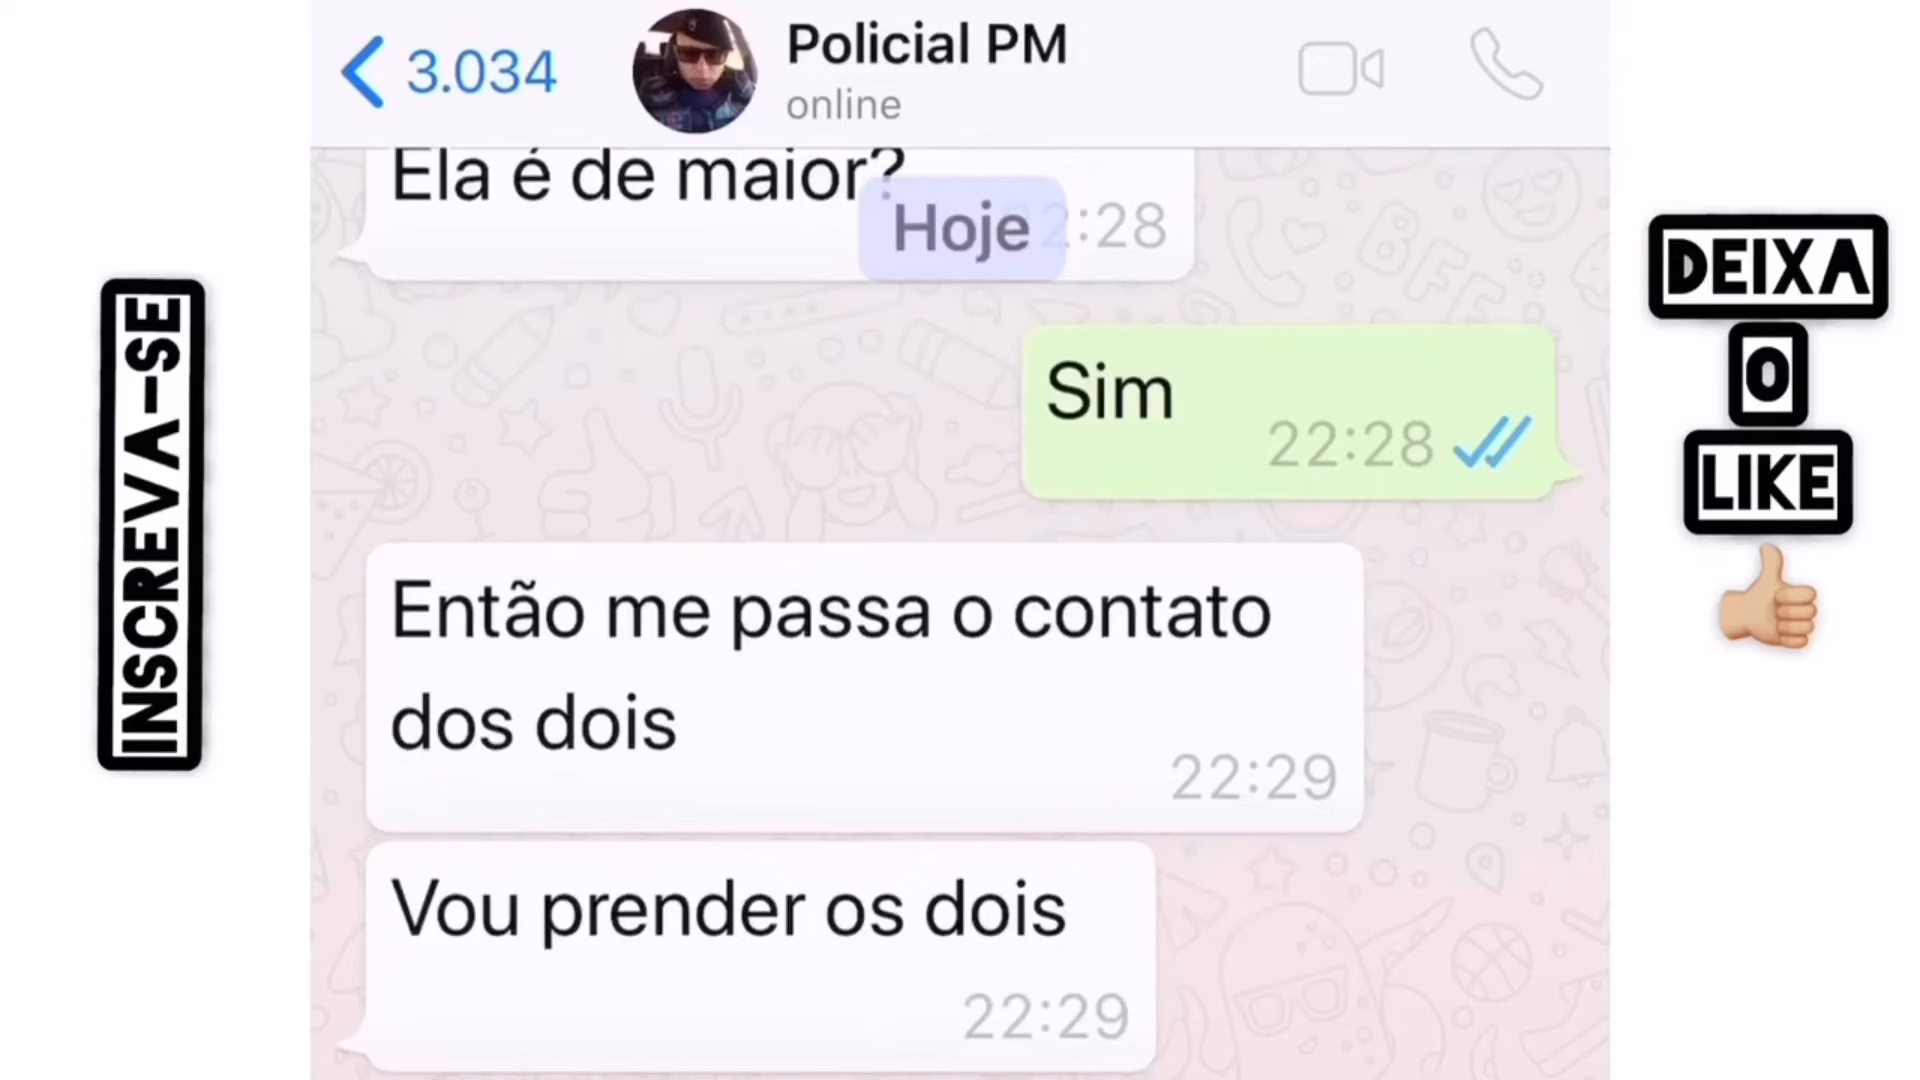 3.034
Policial PM
online
Ela é de maior?
Hoje
2:28
Sim
22:28
Então me passa o contato
dos dois
22:29
Vou prender os dois
22:29
INSCREVA-SE
DEIXA
O
LIKE